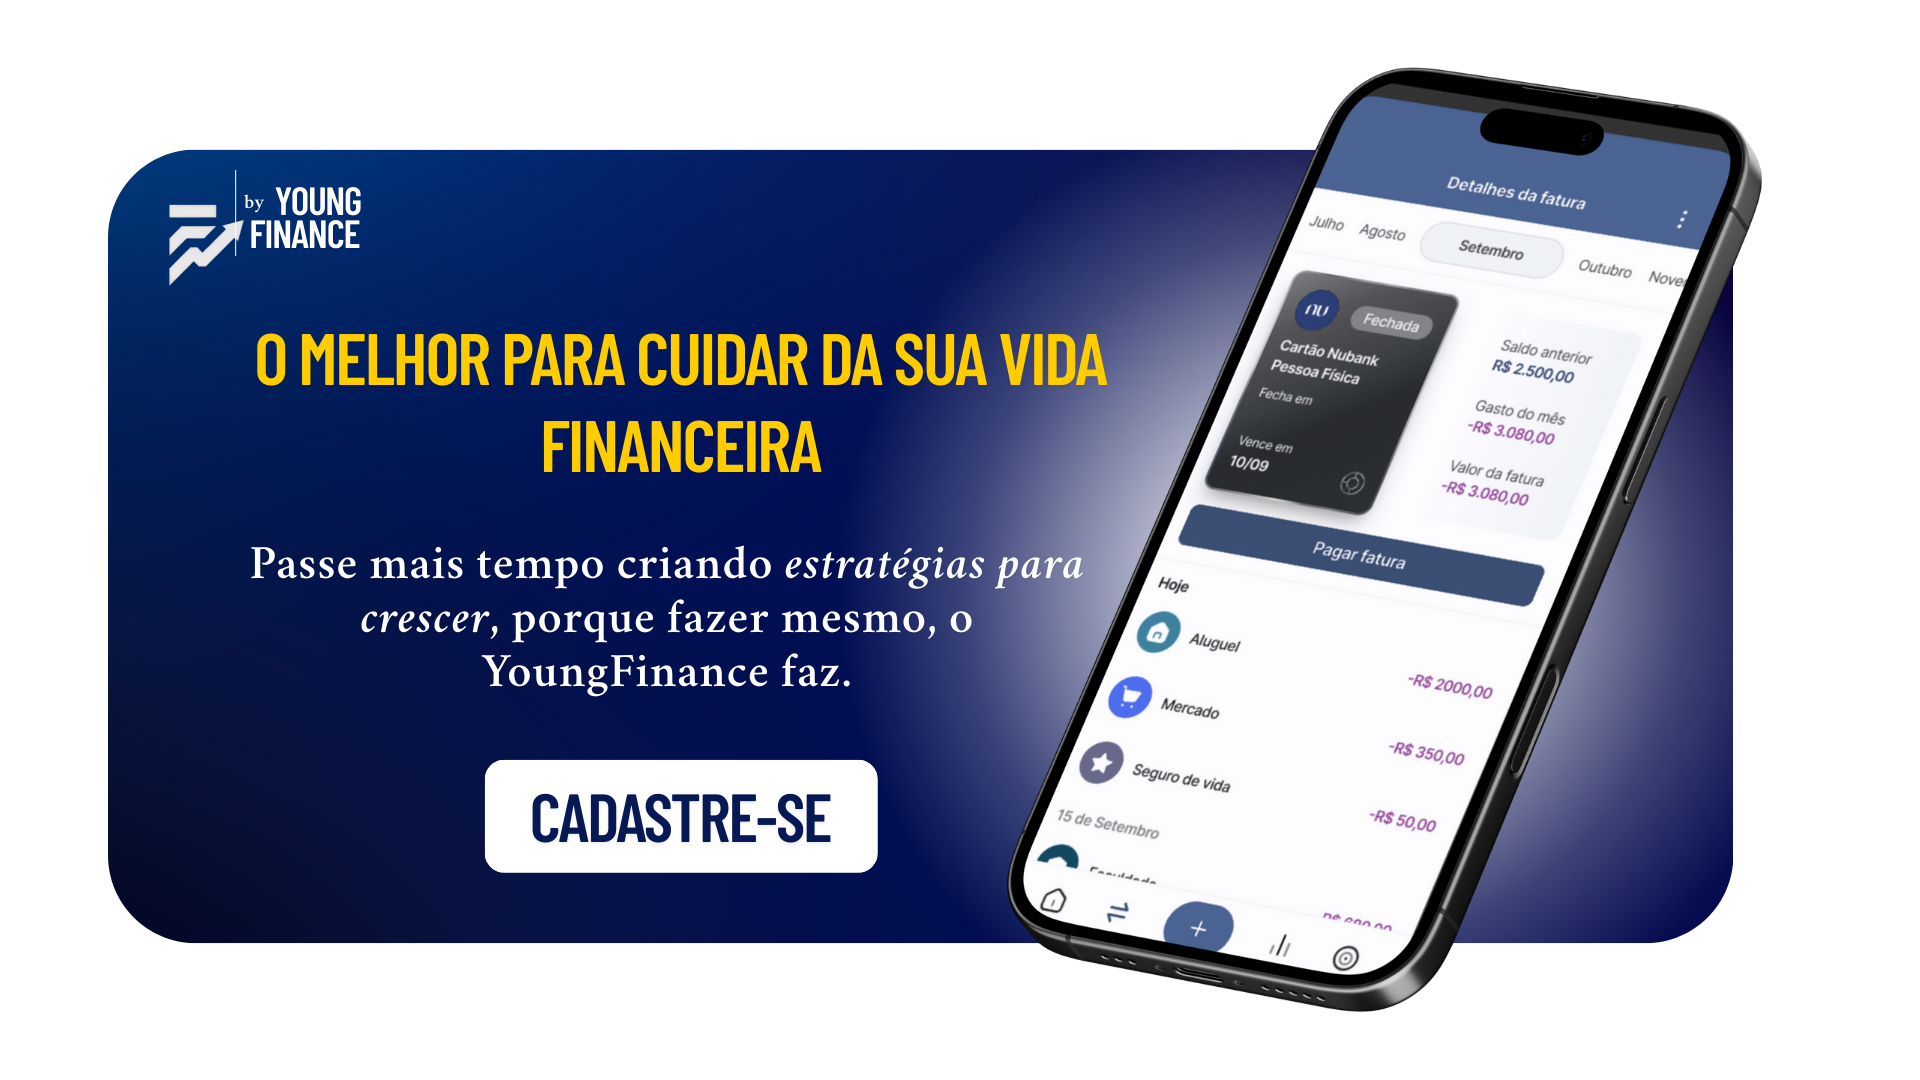 by YOUNG
FINANCE
O MELHOR PARA CUIDAR DA SUA VIDA
FINANCEIRA
Passe mais tempo criando estratégias para
crescer, porque fazer mesmo, o
YoungFinance faz.
CADASTRE-SE
Detalhes da fatura
Julho Agosto Setembro Outubro Nove
nu Fechada
Cartão Nubank
Pessoa Física
Fecha em
Vence em
10/09
Saldo anterior
R$ 2.500,00
Gasto do mês
-R$ 3.080,00
Valor da fatura
-R$ 3.080,00
Pagar fatura
Hoje
Aluguel -R$ 2000,00
Mercado -R$ 350,00
Seguro de vida -R$ 50,00
15 de Setembro